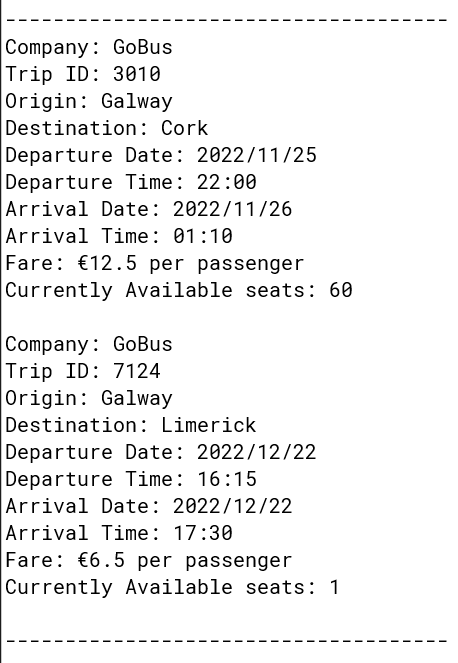 -------------------------------------
Company: GoBus
Trip ID: 3010
Origin: Galway
Destination: Cork
Departure Date: 2022/11/25
Departure Time: 22:00
Arrival Date: 2022/11/26
Arrival Time: 01:10
Fare: €12.5 per passenger
Currently Available seats: 60

Company: GoBus
Trip ID: 7124
Origin: Galway
Destination: Limerick
Departure Date: 2022/12/22
Departure Time: 16:15
Arrival Date: 2022/12/22
Arrival Time: 17:30
Fare: €6.5 per passenger
Currently Available seats: 1

-------------------------------------